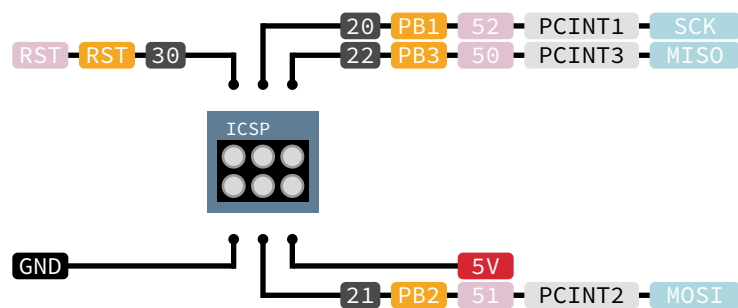 20 PB1 52 PCINT1 SCK
RST RST 30 22 PB3 50 PCINT3 MISO
ICSP
GND 5V
21 PB2 51 PCINT2 MOSI